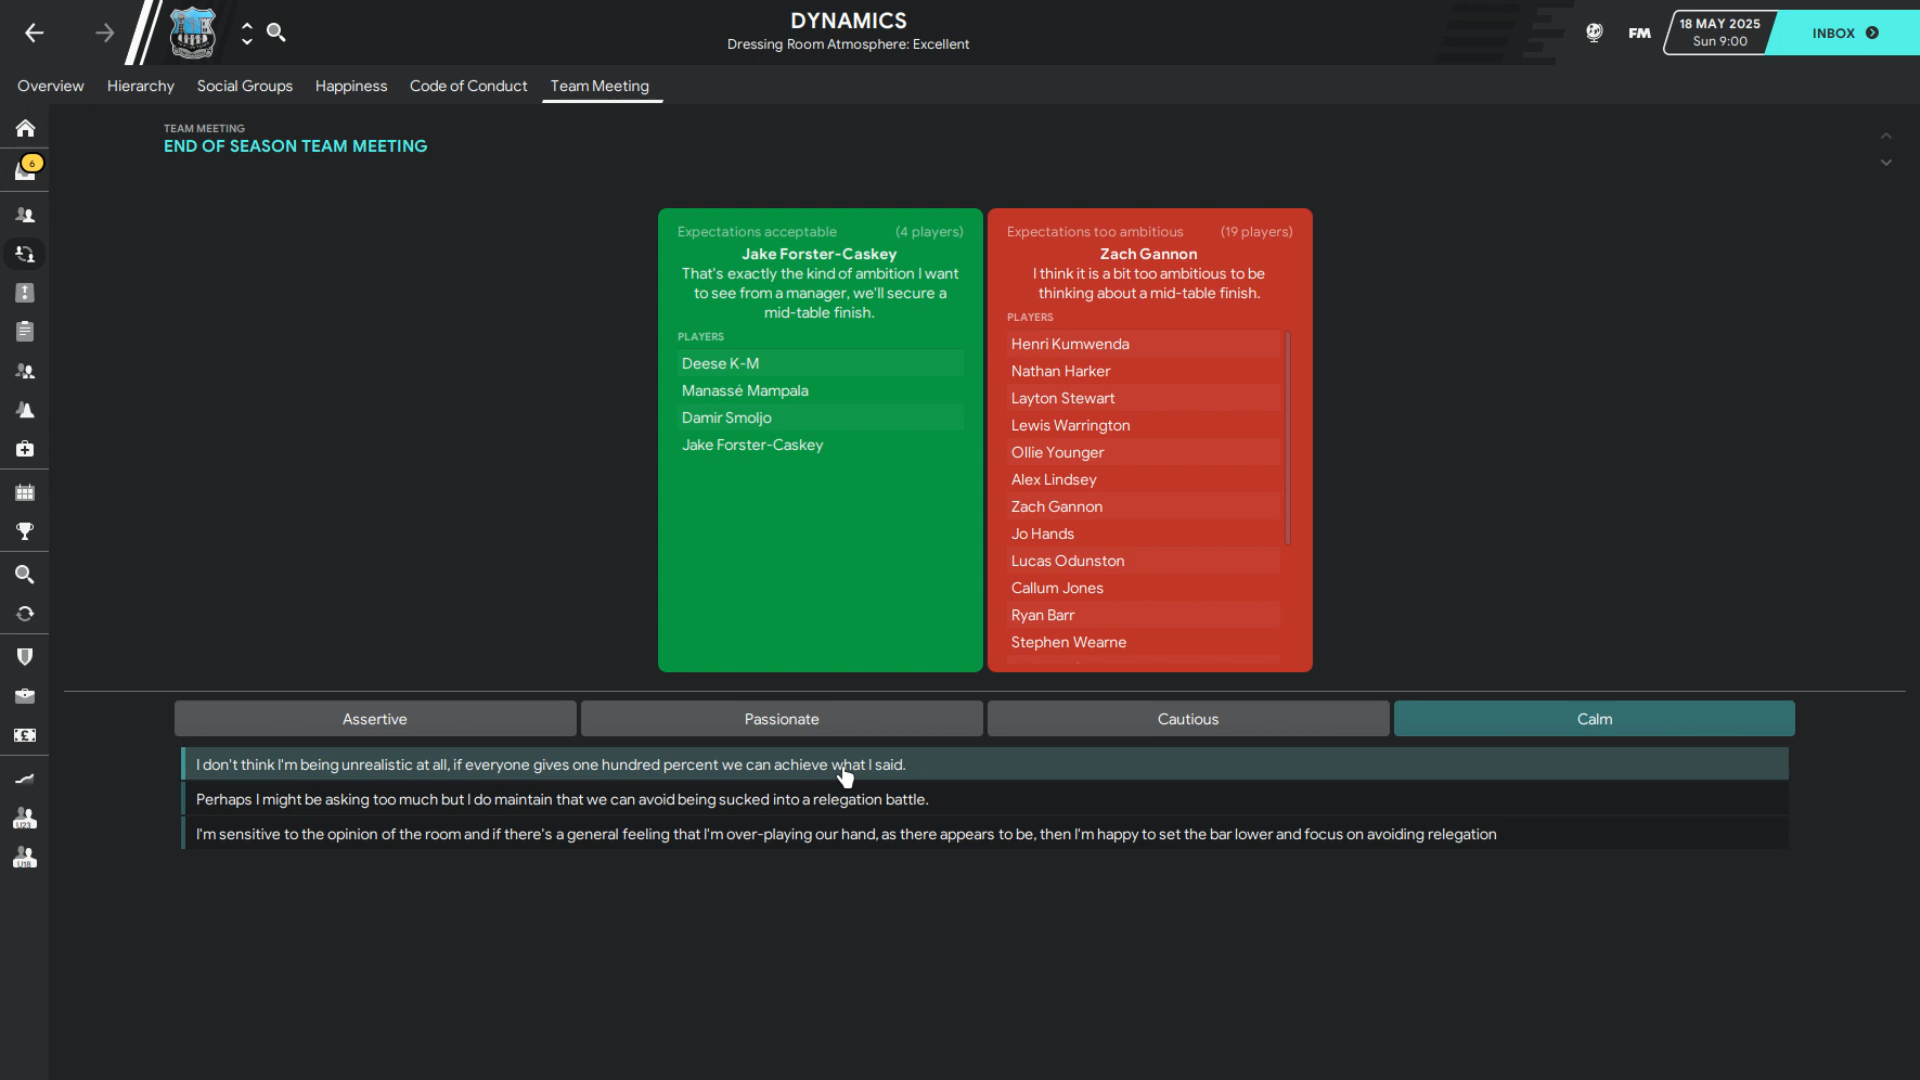 DYNAMICS
Dressing Room Atmosphere: Excellent
FM
18 MAY 2025
Sun 9:00
INBOX
Overview
Hierarchy
Social Groups
Happiness
Code of Conduct
Team Meeting
TEAM MEETING
END OF SEASON TEAM MEETING
6
Expectations acceptable (4 players)
Jake Forster-Caskey
That's exactly the kind of ambition I want
to see from a manager, we'll secure a
mid-table finish.
PLAYERS
Deese K-M
Manassé Mampala
Damir Smoljo
Jake Forster-Caskey
Expectations too ambitious (19 players)
Zach Gannon
I think it is a bit too ambitious to be
thinking about a mid-table finish.
PLAYERS
Henri Kumwenda
Nathan Harker
Layton Stewart
Lewis Warrington
Ollie Younger
Alex Lindsey
Zach Gannon
Jo Hands
Lucas Odunston
Callum Jones
Ryan Barr
Stephen Wearne
Assertive
Passionate
Cautious
Calm
I don't think I'm being unrealistic at all, if everyone gives one hundred percent we can achieve what I said.
Perhaps I might be asking too much but I do maintain that we can avoid being sucked into a relegation battle.
I'm sensitive to the opinion of the room and if there's a general feeling that I'm over-playing our hand, as there appears to be, then I'm happy to set the bar lower and focus on avoiding relegation
U23
U18